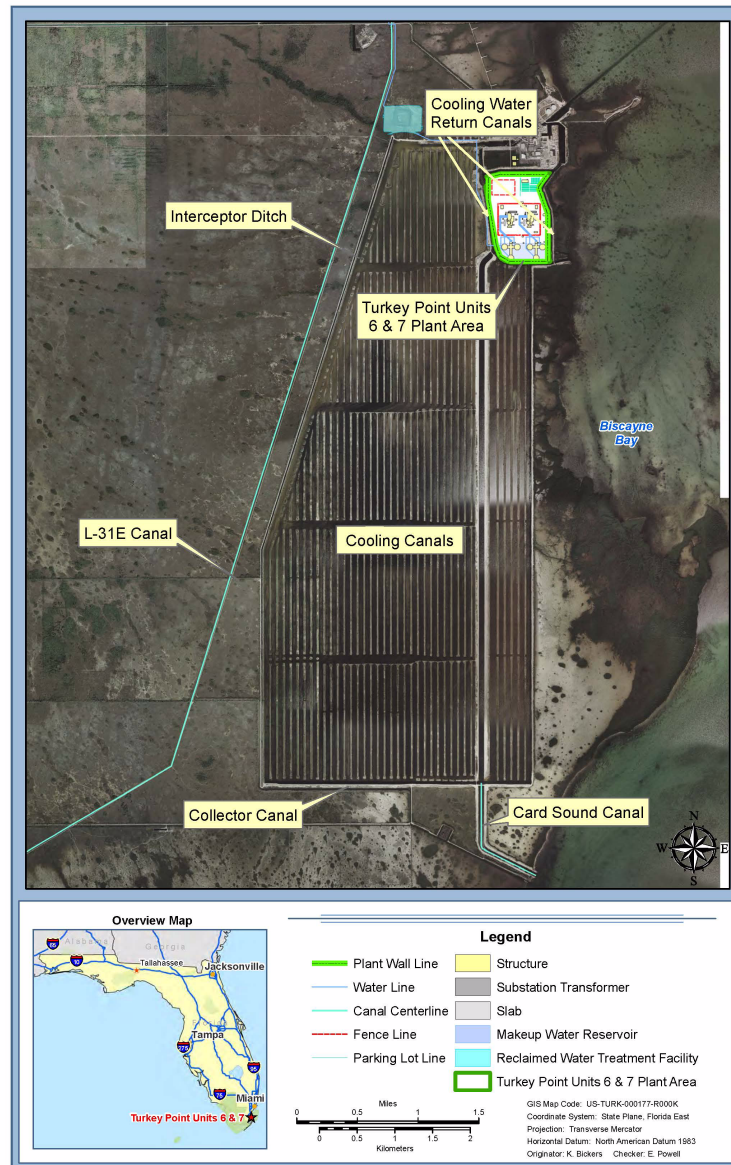 Cooling Water
Return Canals
Interceptor Ditch
Turkey Point Units
6 & 7 Plant Area
Biscayne
Bay
L-31E Canal
Cooling Canals
Collector Canal
Card Sound Canal
N
W
E
S
Overview Map
Alabama
Georgia
65
10
Tallahassee
Jacksonville
Tampa
275
95
75
Miami
Turkey Point Units 6 & 7
Legend
Plant Wall Line
Water Line
Canal Centerline
Fence Line
Parking Lot Line
Structure
Substation Transformer
Slab
Makeup Water Reservoir
Reclaimed Water Treatment Facility
Turkey Point Units 6 & 7 Plant Area
Miles
0 0.5 1 1.5
0 0.5 1 1.5 2
Kilometers
GIS Map Code: US-TURK-000177-R000K
Coordinate System: State Plane, Florida East
Projection: Transverse Mercator
Horizontal Datum: North American Datum 1983
Originator: K. Bickers Checker: E. Powell